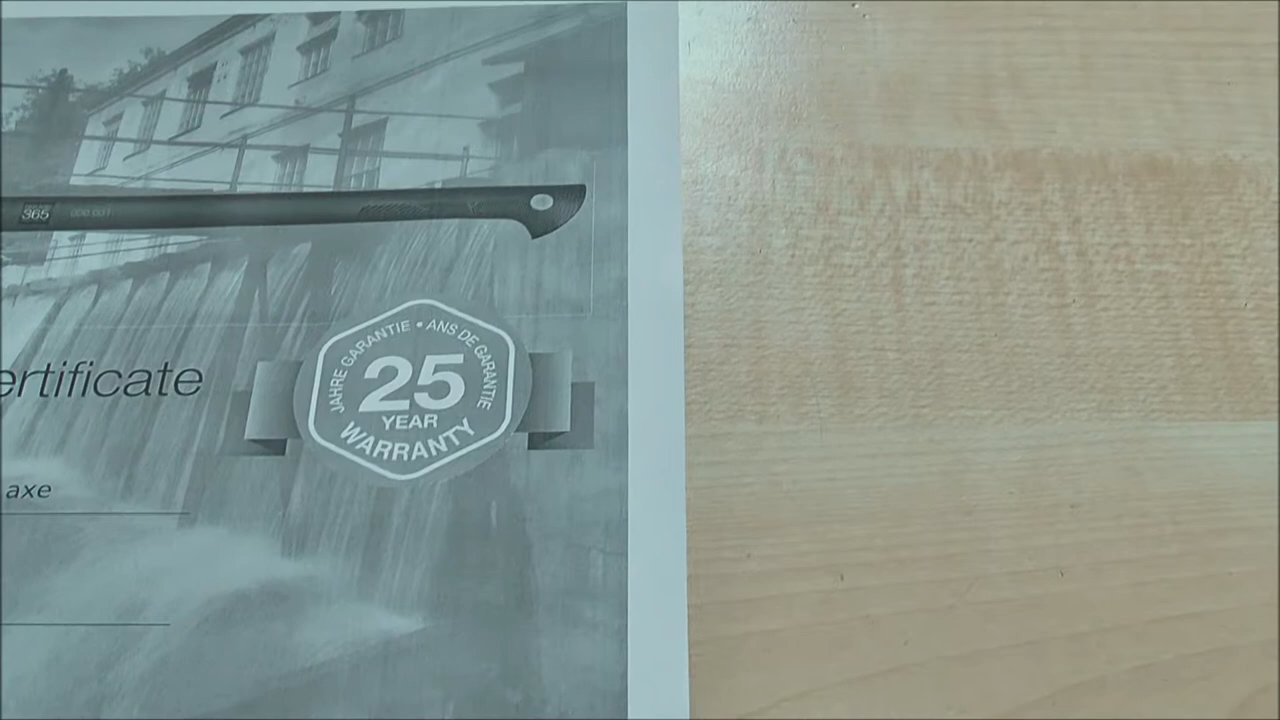 365
JAHRE GARANTIE • ANS DE GARANTIE
25
YEAR
WARRANTY
ertificate
axe